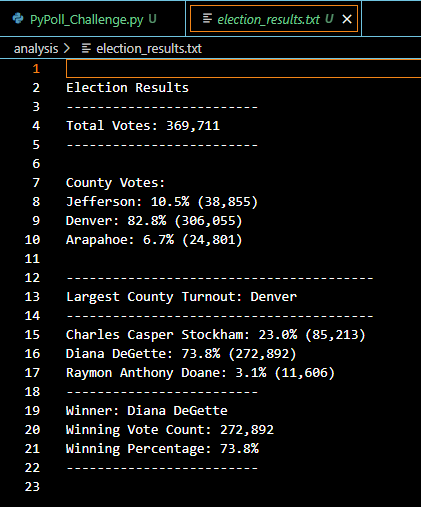 PyPoll_Challenge.py U election_results.txt U
analysis > election_results.txt
1
2 Election Results
3 -------------------------
4 Total Votes: 369,711
5 -------------------------
6
7 County Votes:
8 Jefferson: 10.5% (38,855)
9 Denver: 82.8% (306,055)
10 Arapahoe: 6.7% (24,801)
11
12 ----------------------------------------
13 Largest County Turnout: Denver
14 ----------------------------------------
15 Charles Casper Stockham: 23.0% (85,213)
16 Diana DeGette: 73.8% (272,892)
17 Raymon Anthony Doane: 3.1% (11,606)
18 -------------------------
19 Winner: Diana DeGette
20 Winning Vote Count: 272,892
21 Winning Percentage: 73.8%
22 -------------------------
23